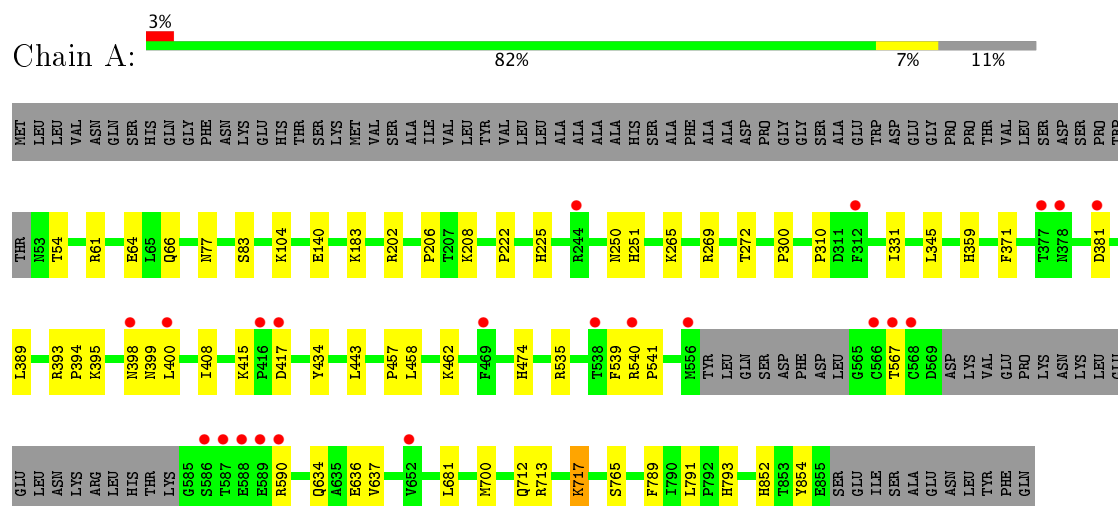 3%
Chain A:
82% 7% 11%
MET LEU LEU VAL ASN GLN SER HIS GLN GLY PHE ASN LYS GLU HIS THR SER LYS MET VAL SER ALA ILE VAL LEU TYR VAL LEU LEU ALA ALA ALA ALA HIS SER ALA PHE ALA ALA ASP PRO GLY GLY SER ALA GLU TRP ASP GLU GLY PRO PRO THR VAL LEU SER ASP SER PRO TRP
THR N53 T54 R61 E64 L65 Q66 N77 S83 K104 E140 K183 R202 P206 T207 K208 P222 H225 R244 N250 H251 K265 R269 T272 P300 P310 D311 F312 I331 L345 H359 F371 T377 N378 D381
L389 R393 P394 K395 N398 N399 L400 I408 K415 P416 D417 Y434 L443 P457 L458 K462 F469 H474 R535 T538 F539 R540 P541 M556 TYR LEU GLN SER ASP PHE ASP LEU G565 C566 T567 C568 D569 ASP LYS VAL GLU PRO LYS ASN LYS LEU GLU
GLU LEU ASN LYS ARG LEU HIS THR LYS G585 S586 T587 E588 E589 R590 Q634 A635 E636 V637 V652 L681 M700 Q712 R713 K717 S765 F789 I790 L791 P792 H793 H852 T853 Y854 E855 SER GLU ILE SER ALA GLU ASN LEU TYR PHE GLN